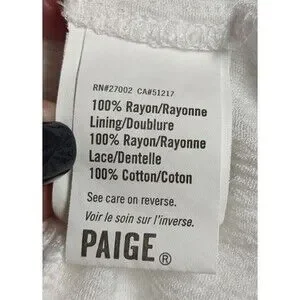 RN#27002 CA#51217
100% Rayon/Rayonne
Lining/Doublure
100% Rayon/Rayonne
Lace/Dentelle
100% Cotton/Coton
See care on reverse.
Voir le soin sur l'inverse.
PAIGE®